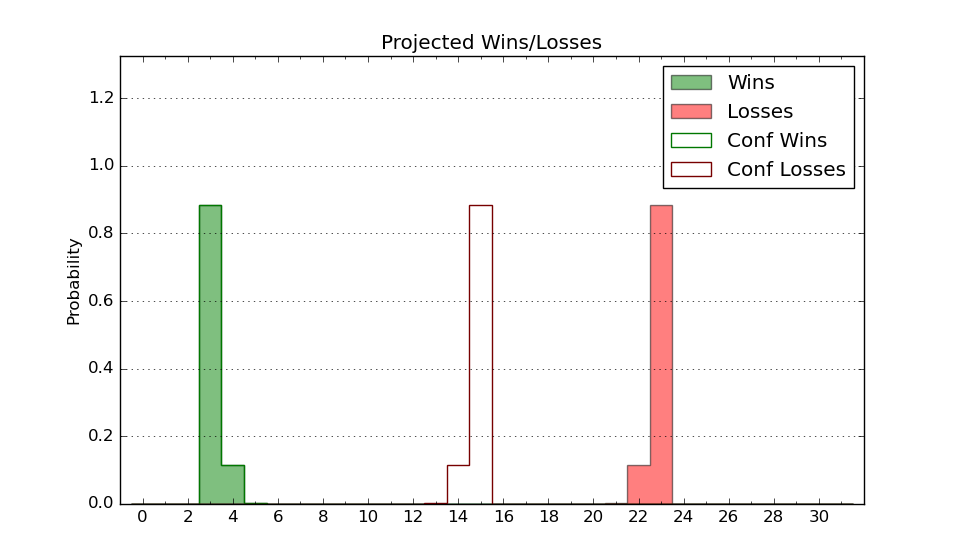 Projected Wins/Losses
Wins
Losses
Conf Wins
Conf Losses
Probability
1.2
1.0
0.8
0.6
0.4
0.2
0.0
0 2 4 6 8 10 12 14 16 18 20 22 24 26 28 30